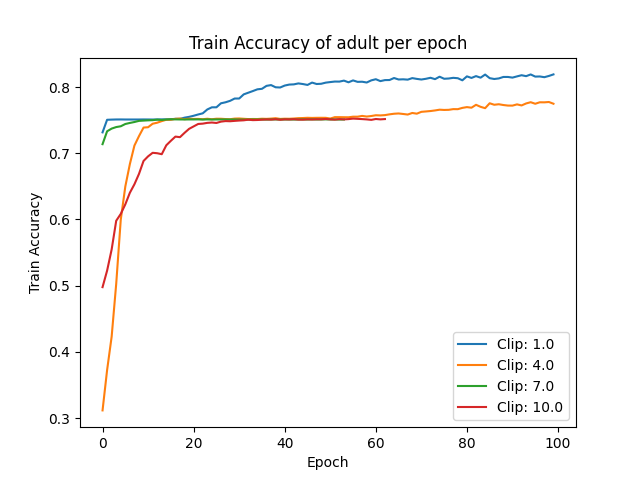 Train Accuracy of adult per epoch
Train Accuracy
0.8
0.7
0.6
0.5
0.4
0.3
0 20 40 60 80 100
Epoch
Clip: 1.0
Clip: 4.0
Clip: 7.0
Clip: 10.0